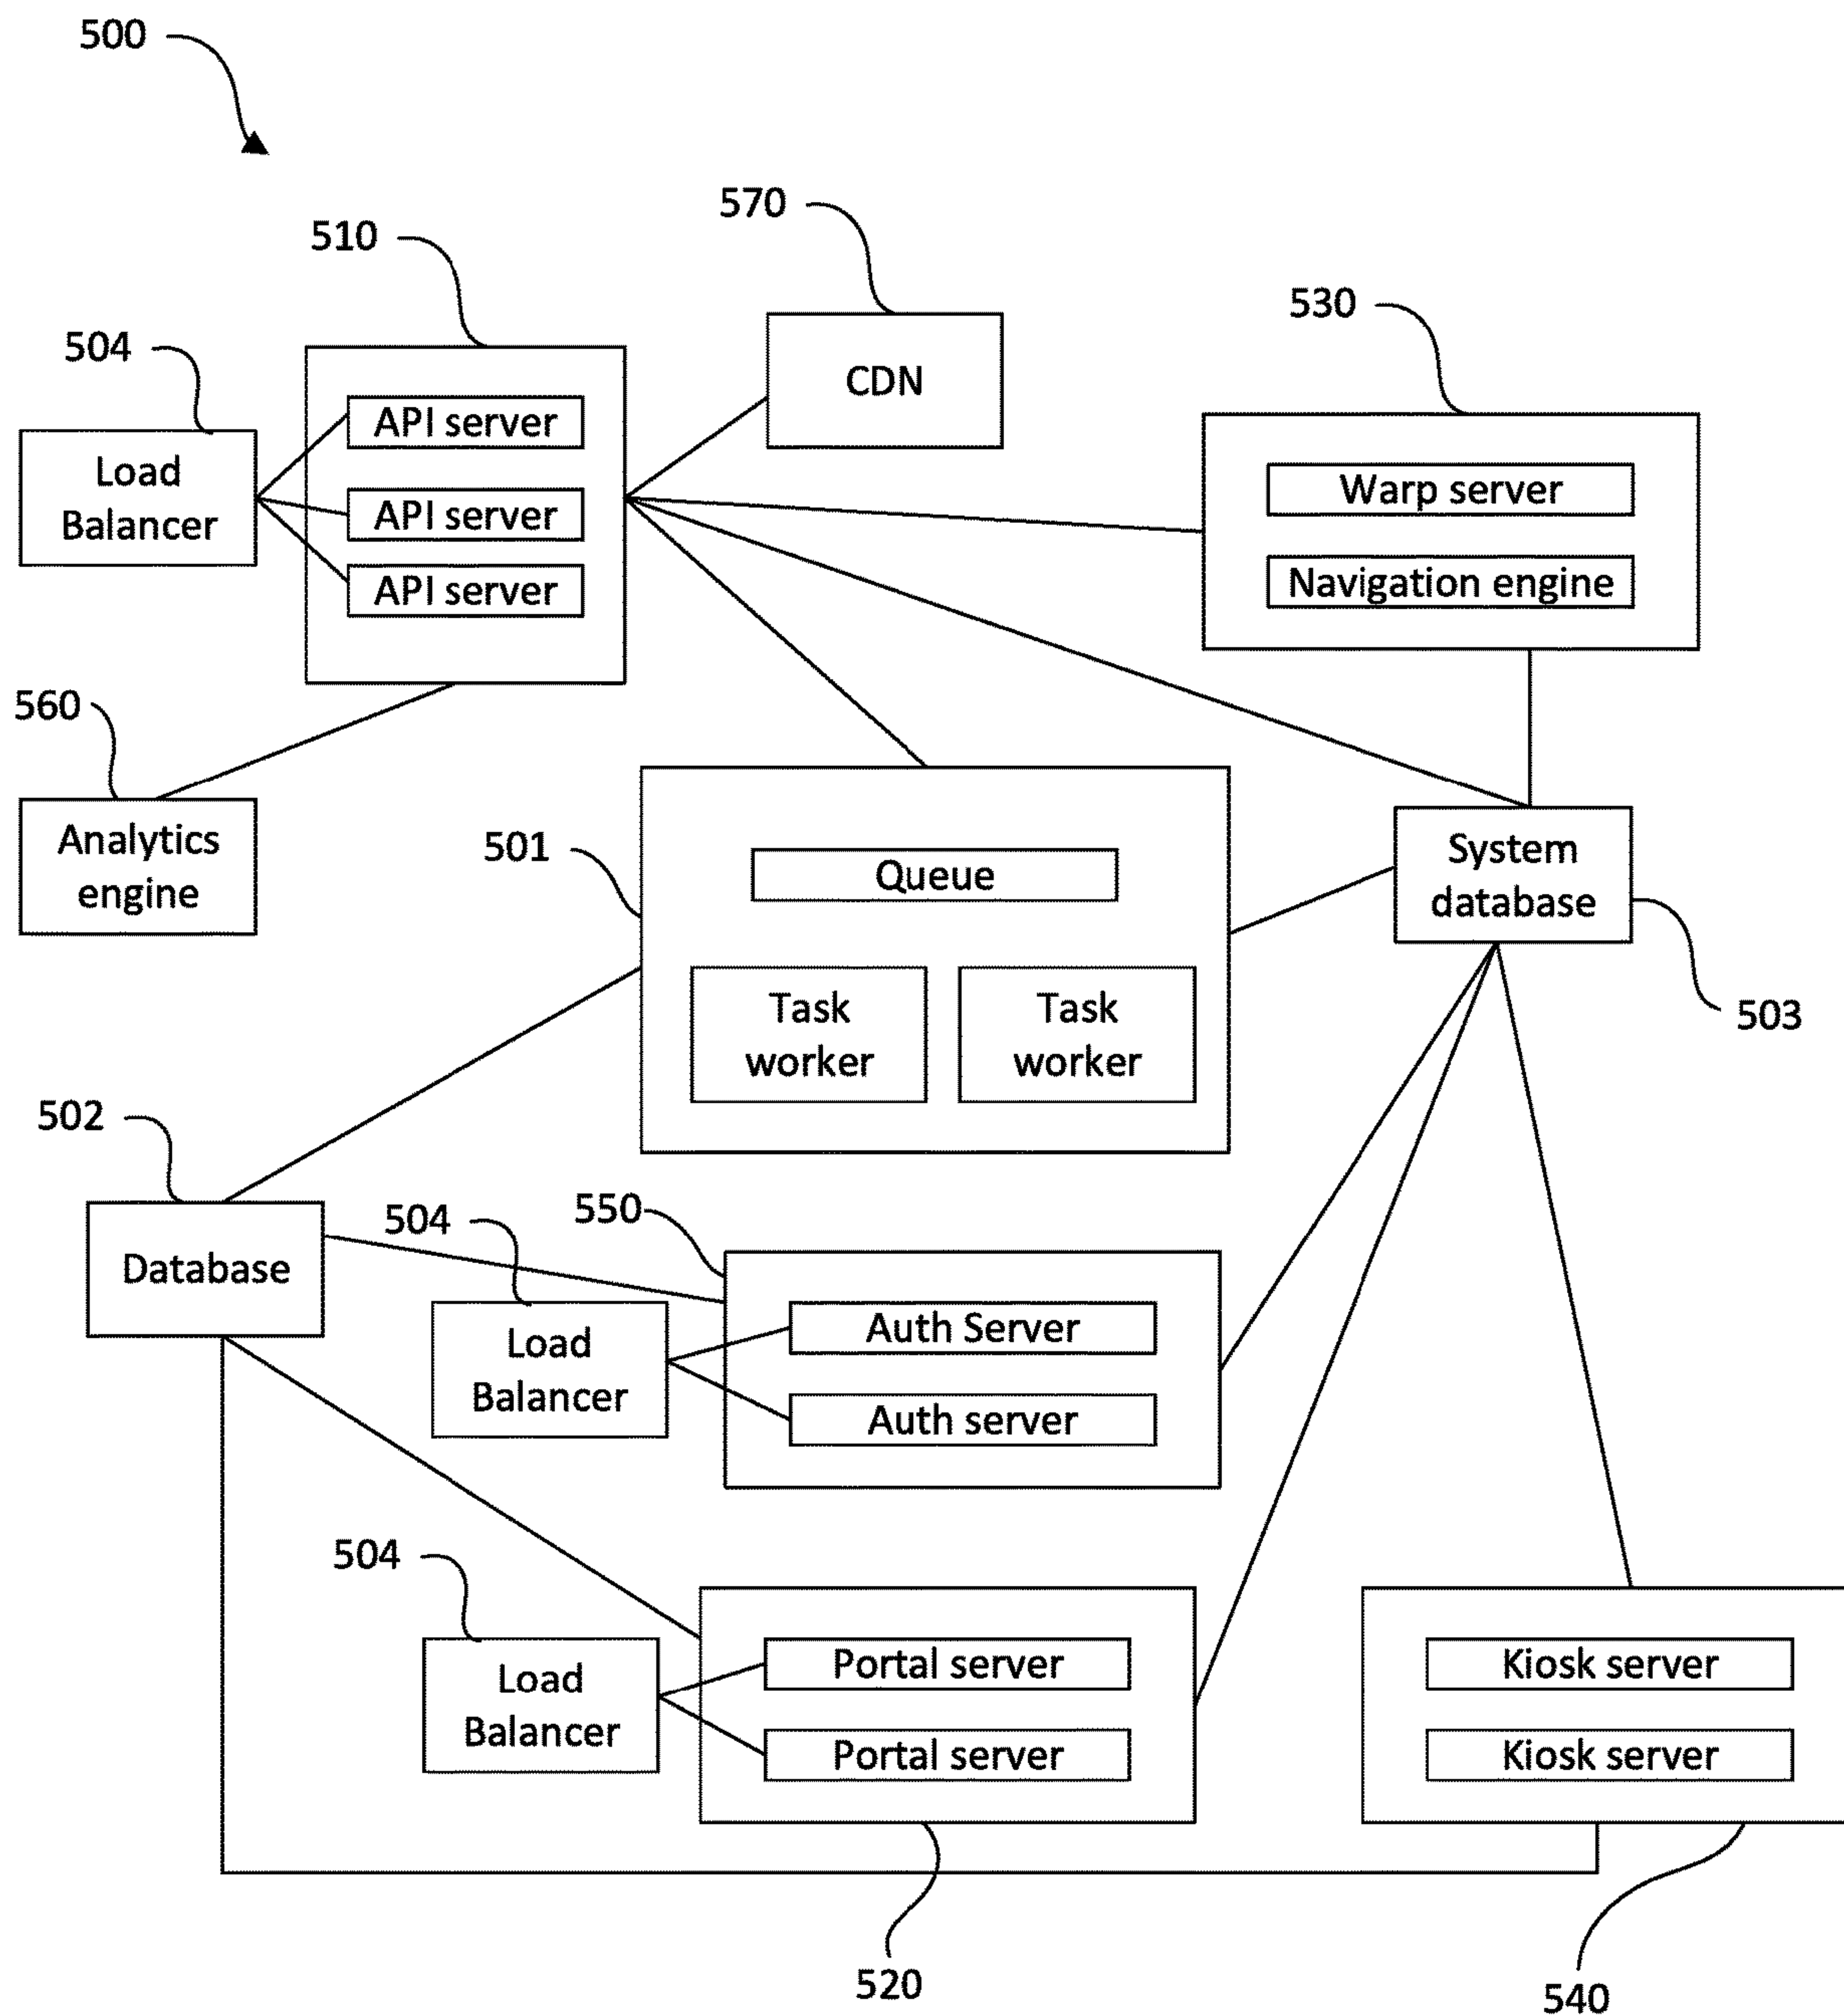 500
570
510
530
504
CDN
API server
Load
Balancer
API server
API server
Warp server
Navigation engine
560
Analytics
engine
501
Queue
Task
worker
Task
worker
System
database
503
502
Database
504
550
Load
Balancer
Auth Server
Auth server
504
Load
Balancer
Portal server
Portal server
Kiosk server
Kiosk server
520
540